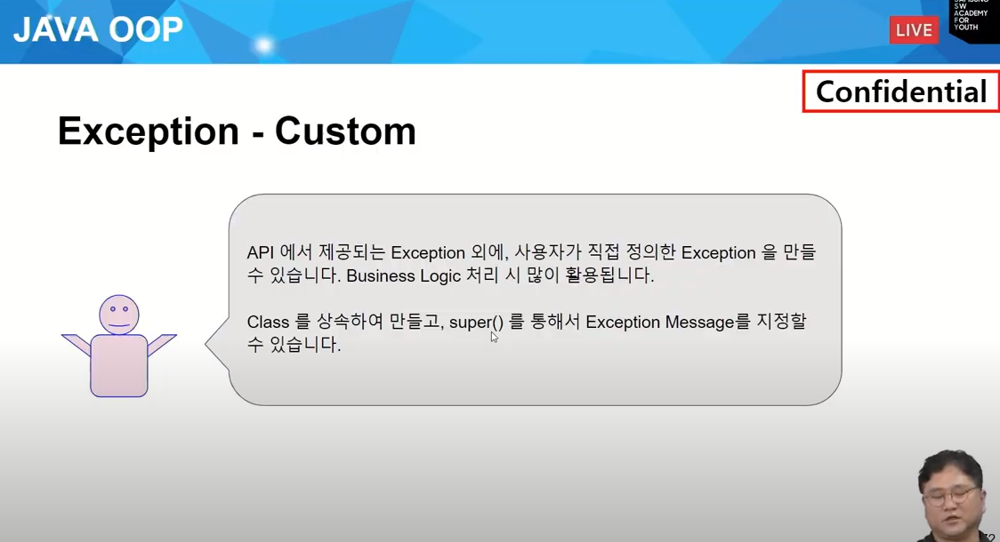 JAVA OOP
LIVE
SW
ACADEMY
FOR
YOUTH
Confidential
Exception - Custom
API 에서 제공되는 Exception 외에, 사용자가 직접 정의한 Exception 을 만들
수 있습니다. Business Logic 처리 시 많이 활용됩니다.
Class 를 상속하여 만들고, super() 를 통해서 Exception Message를 지정할
수 있습니다.